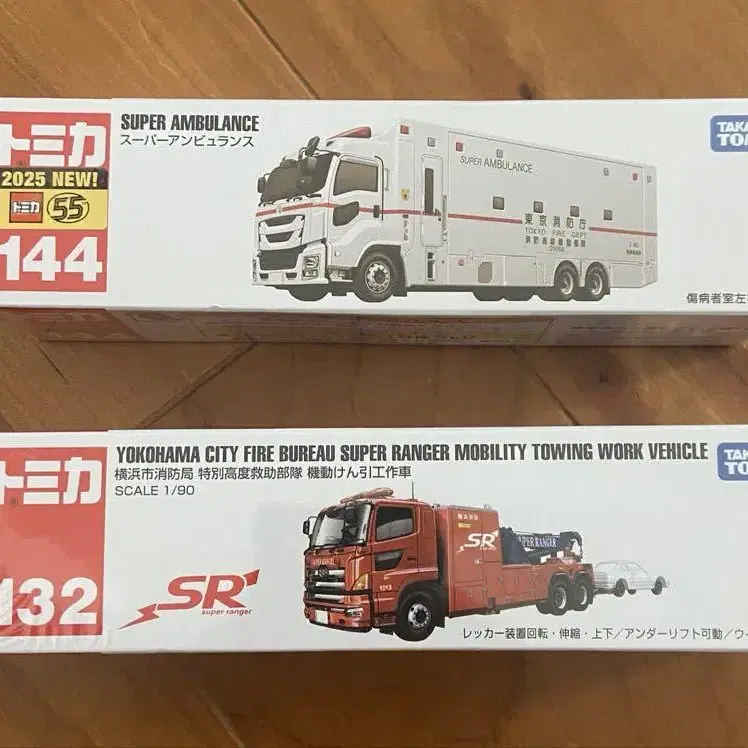 トミカ
2025 NEW!
トミカ 55
144
SUPER AMBULANCE
スーパーアンビュランス
SUPER AMBULANCE
東京消防庁
TOKYO FIRE DEPT
TAKA
TOM
傷病者室左
トミカ
132
YOKOHAMA CITY FIRE BUREAU SUPER RANGER MOBILITY TOWING WORK VEHICLE
横浜市消防局 特別高度救助部隊 機動けん引工作車
SCALE 1/90
SR
super ranger
SR
SUPER RANGER
TAK
TO
レッカー装置回転・伸縮・上下／アンダーリフト可動／ウイ